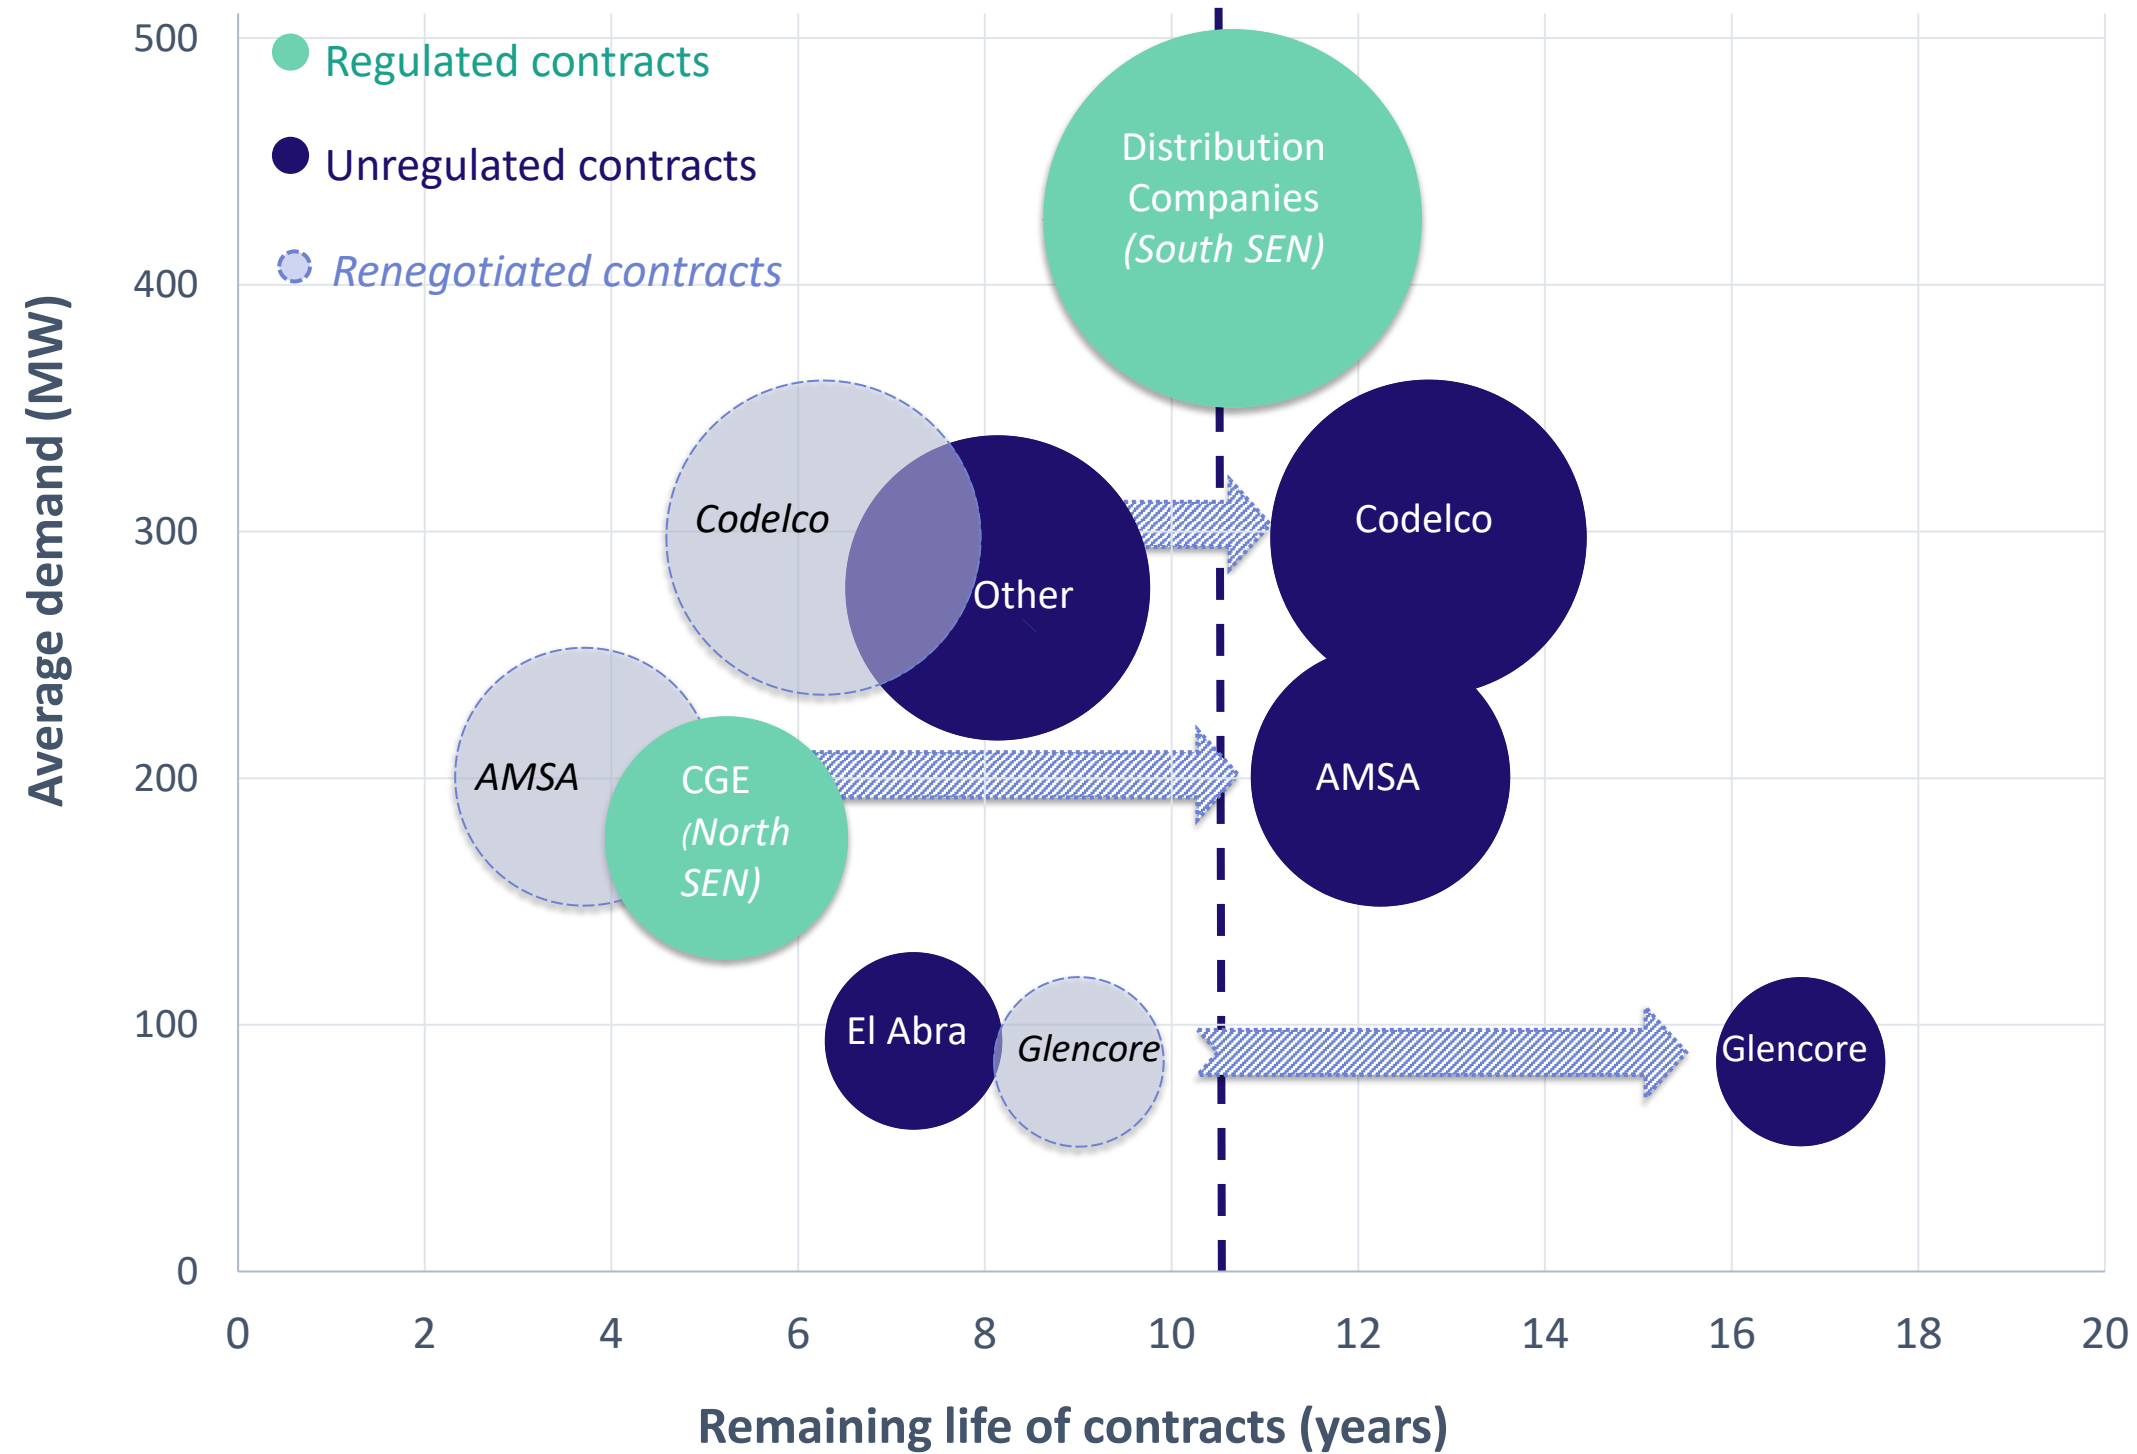 Regulated contracts
Unregulated contracts
Renegotiated contracts
Average demand (MW)
500
400
300
200
100
0
Distribution
Companies
(South SEN)
Codelco
Other
Codelco
AMSA
CGE
(North
SEN)
AMSA
El Abra
Glencore
Glencore
0 2 4 6 8 10 12 14 16 18 20
Remaining life of contracts (years)